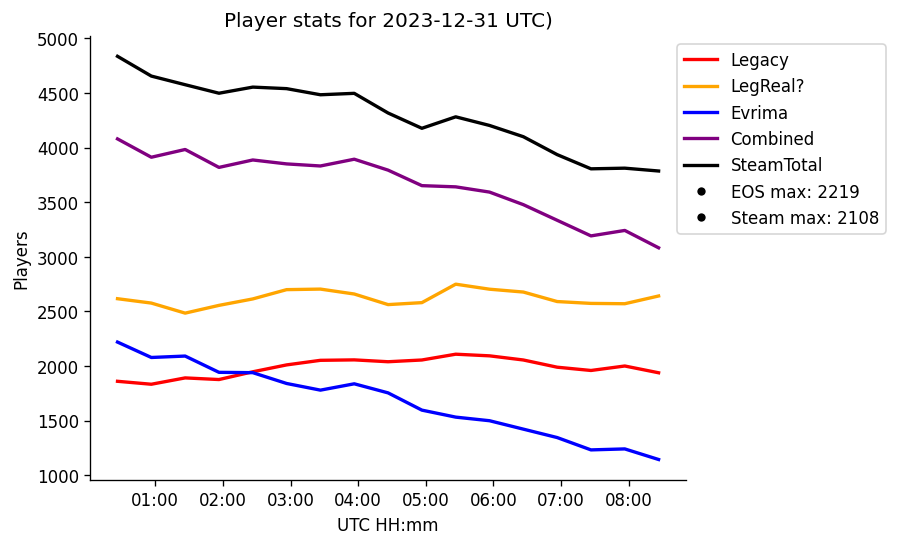 Player stats for 2023-12-31 UTC)
5000
4500
4000
3500
3000
2500
2000
1500
1000
Players
01:00 02:00 03:00 04:00 05:00 06:00 07:00 08:00
UTC HH:mm
Legacy
LegReal?
Evrima
Combined
SteamTotal
EOS max: 2219
Steam max: 2108